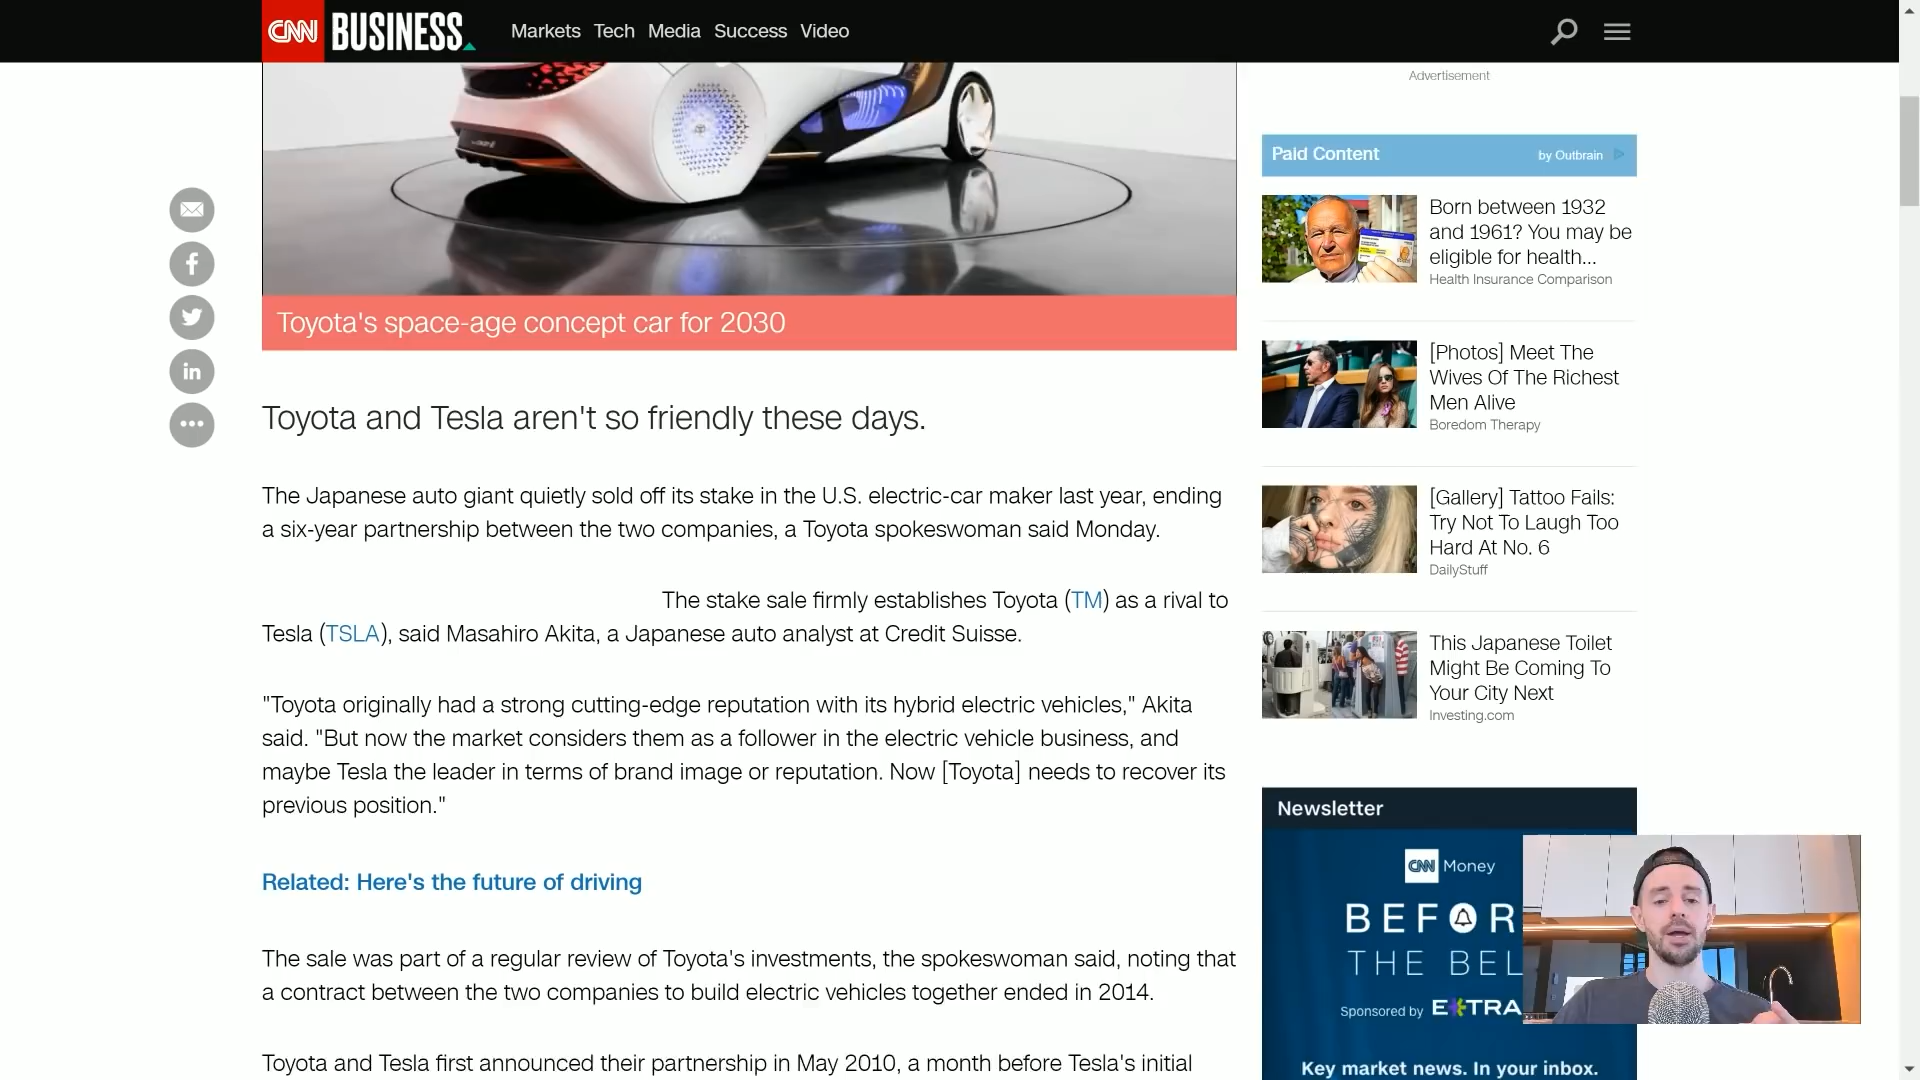 CNN BUSINESS
Markets Tech Media Success Video
Toyota's space-age concept car for 2030
Toyota and Tesla aren't so friendly these days.
The Japanese auto giant quietly sold off its stake in the U.S. electric-car maker last year, ending
a six-year partnership between the two companies, a Toyota spokeswoman said Monday.
The stake sale firmly establishes Toyota (TM) as a rival to
Tesla (TSLA), said Masahiro Akita, a Japanese auto analyst at Credit Suisse.
"Toyota originally had a strong cutting-edge reputation with its hybrid electric vehicles," Akita
said. "But now the market considers them as a follower in the electric vehicle business, and
maybe Tesla the leader in terms of brand image or reputation. Now [Toyota] needs to recover its
previous position."
Related: Here's the future of driving
The sale was part of a regular review of Toyota's investments, the spokeswoman said, noting that
a contract between the two companies to build electric vehicles together ended in 2014.
Toyota and Tesla first announced their partnership in May 2010, a month before Tesla's initial
Advertisement
Paid Content by Outbrain
Born between 1932
and 1961? You may be
eligible for health...
Health Insurance Comparison
[Photos] Meet The
Wives Of The Richest
Men Alive
Boredom Therapy
[Gallery] Tattoo Fails:
Try Not To Laugh Too
Hard At No. 6
DailyStuff
This Japanese Toilet
Might Be Coming To
Your City Next
Investing.com
Newsletter
CNN Money
BEFOR
THE BEL
Sponsored by E*TRA
Key market news. In your inbox.